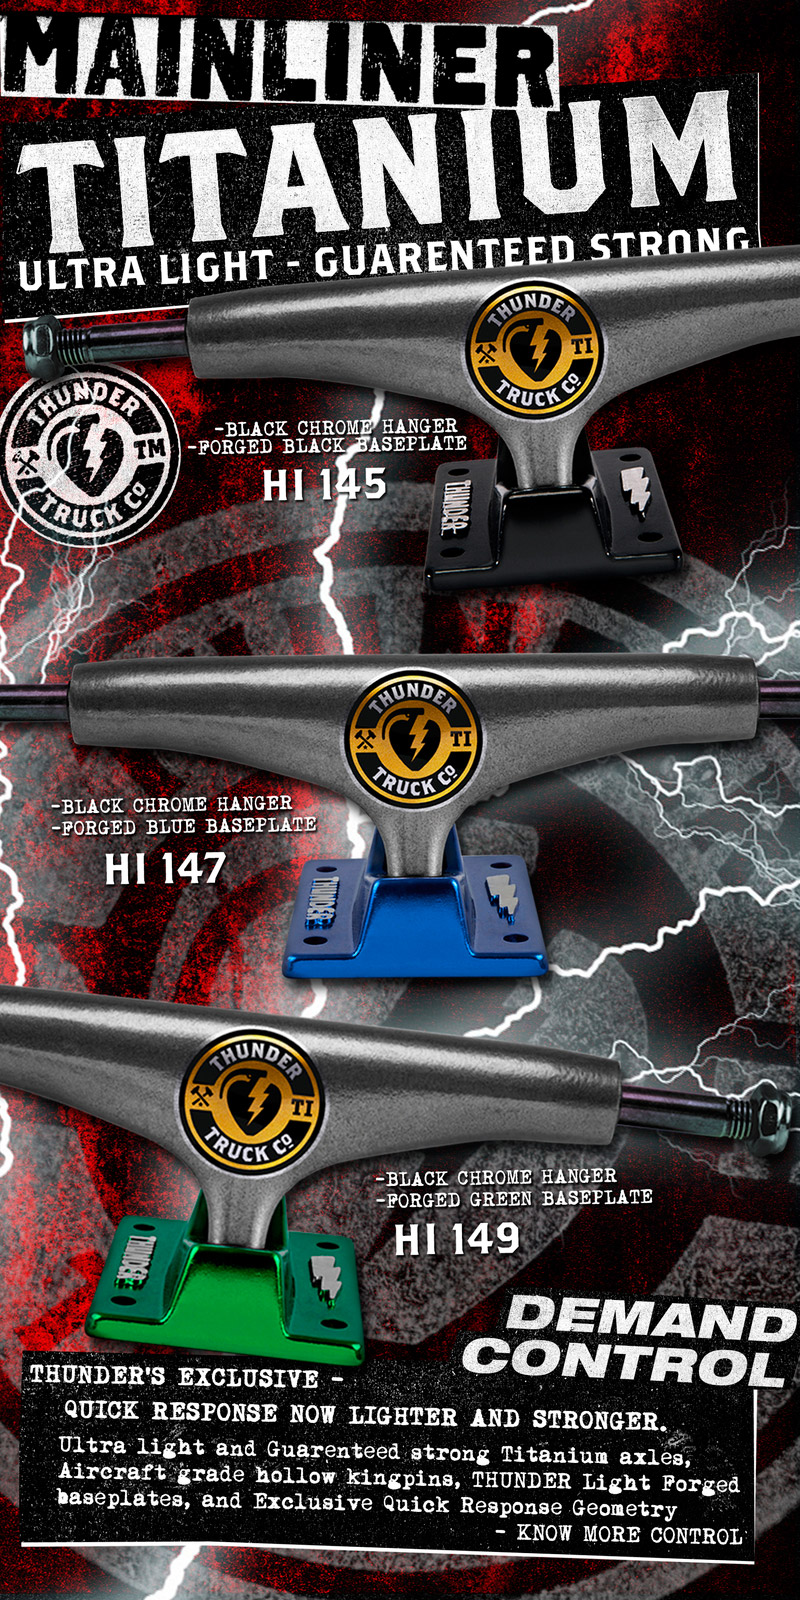 MAINLINER
TITANIUM
ULTRA LIGHT - GUARENTEED STRONG
THUNDER
TI
TRUCK Co
THUNDER
TM
TRUCK Co
-BLACK CHROME HANGER
-FORGED BLACK BASEPLATE
HI 145
THUNDER
THUNDER
TI
TRUCK Co
-BLACK CHROME HANGER
-FORGED BLUE BASEPLATE
HI 147
THUNDER
THUNDER
TI
TRUCK Co
-BLACK CHROME HANGER
-FORGED GREEN BASEPLATE
HI 149
THUNDER
DEMAND
CONTROL
THUNDER'S EXCLUSIVE -
QUICK RESPONSE NOW LIGHTER AND STRONGER.
Ultra light and Guarenteed strong Titanium axles,
Aircraft grade hollow kingpins, THUNDER Light Forged
baseplates, and Exclusive Quick Response Geometry
- KNOW MORE CONTROL